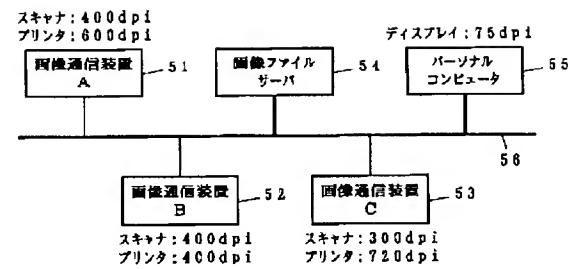 スキャナ:400dpi
プリンタ:600dpi
画像通信装置
A
51
画像ファイル
サーバ
54
ディスプレイ:75dpi
パーソナル
コンピュータ
55
56
画像通信装置
B
52
スキャナ:400dpi
プリンタ:400dpi
画像通信装置
C
53
スキャナ:300dpi
プリンタ:720dpi